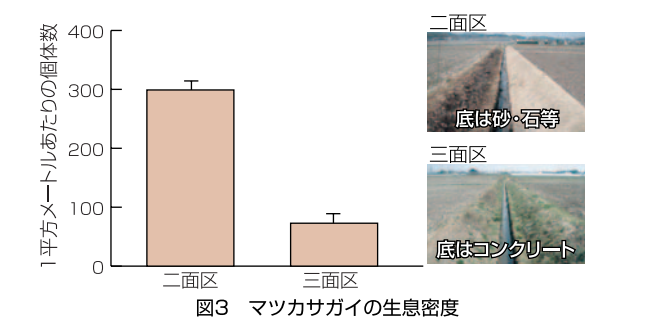 1平方メートルあたりの個体数
400
300
200
100
0
二面区
三面区
二面区
底は砂・石等
三面区
底はコンクリート
図3 マツカサガイの生息密度